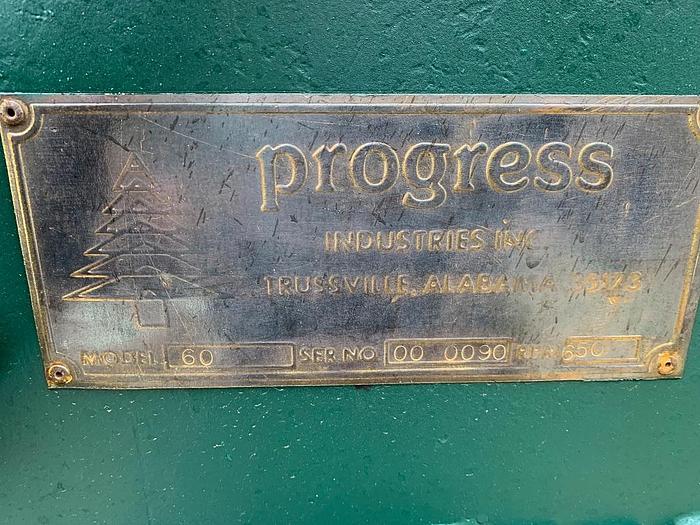 progress
INDUSTRIES INC
TRUSSVILLE, ALABAMA 35173
MODEL 60 SER NO 00 0090 RPM 650